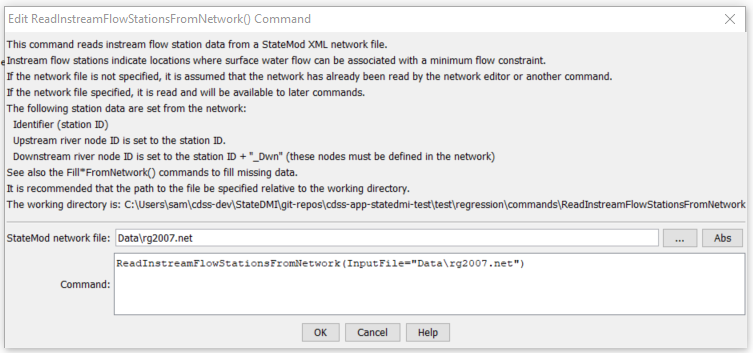 Edit ReadInstreamFlowStationsFromNetwork() Command
This command reads instream flow station data from a StateMod XML network file.
Instream flow stations indicate locations where surface water flow can be associated with a minimum flow constraint.
If the network file is not specified, it is assumed that the network has already been read by the network editor or another command.
If the network file specified, it is read and will be available to later commands.
The following station data are set from the network:
Identifier (station ID)
Upstream river node ID is set to the station ID.
Downstream river node ID is set to the station ID + "_Dwn" (these nodes must be defined in the network)
See also the Fill*FromNetwork() commands to fill missing data.
It is recommended that the path to the file be specified relative to the working directory.
The working directory is: C:\Users\sam\cdss-dev\StateDMI\git-repos\cdss-app-statedmi-test\test\regression\commands\ReadInstreamFlowStationsFromNetwork
StateMod network file: Data\rg2007.net ... Abs
Command: ReadInstreamFlowStationsFromNetwork(InputFile="Data\rg2007.net")
OK Cancel Help